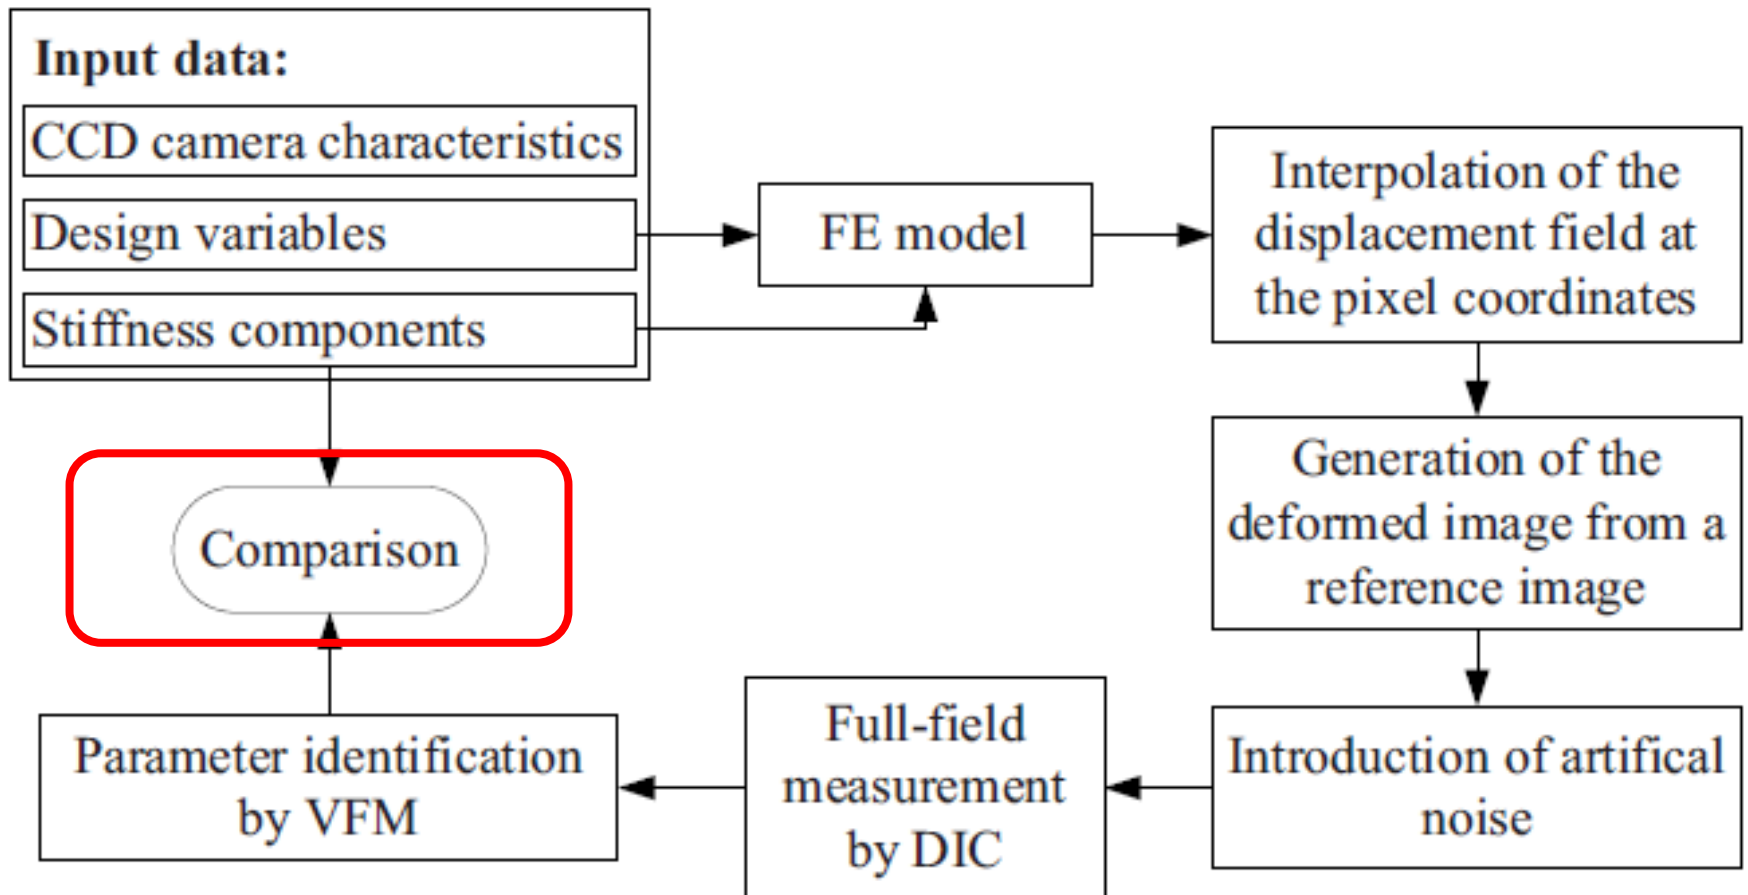 Input data:
CCD camera characteristics
Design variables
Stiffness components
FE model
Interpolation of the
displacement field at
the pixel coordinates
Generation of the
deformed image from a
reference image
Introduction of artifical
noise
Full-field
measurement
by DIC
Parameter identification
by VFM
Comparison